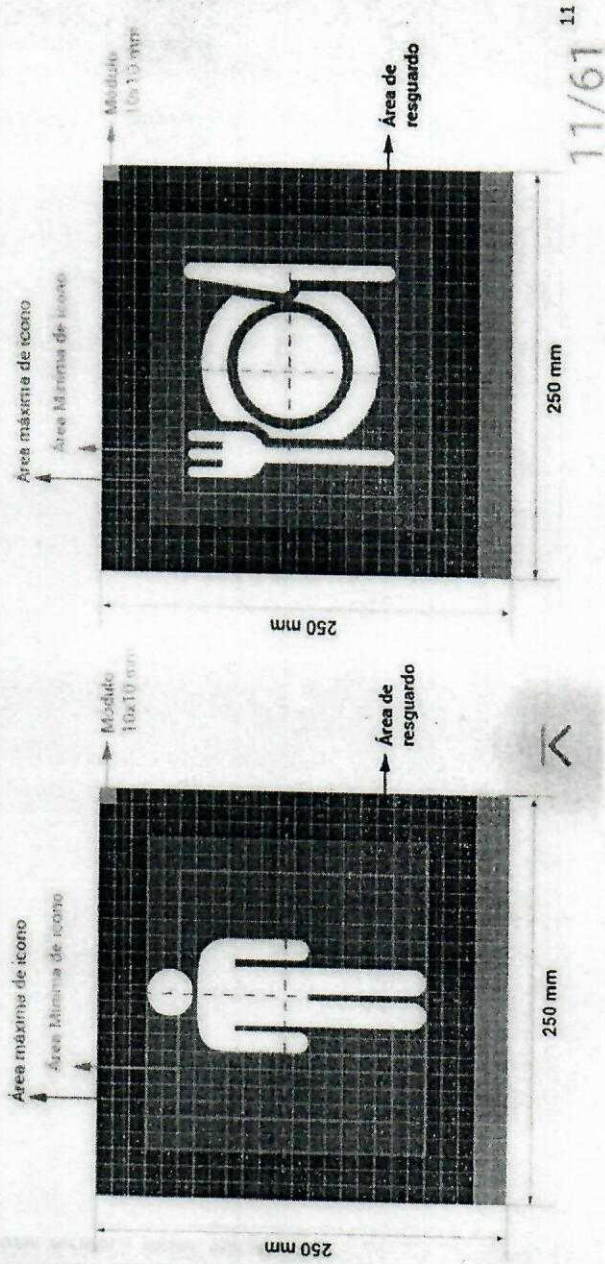 Área máxima de icono
Área Mínima de icono
Modulo
10x10 mm
Área de
resguardo
250 mm
250 mm
Área máxima de icono
Área Mínima de icono
Modulo
10x10 mm
Área de
resguardo
250 mm
250 mm
11/61
11